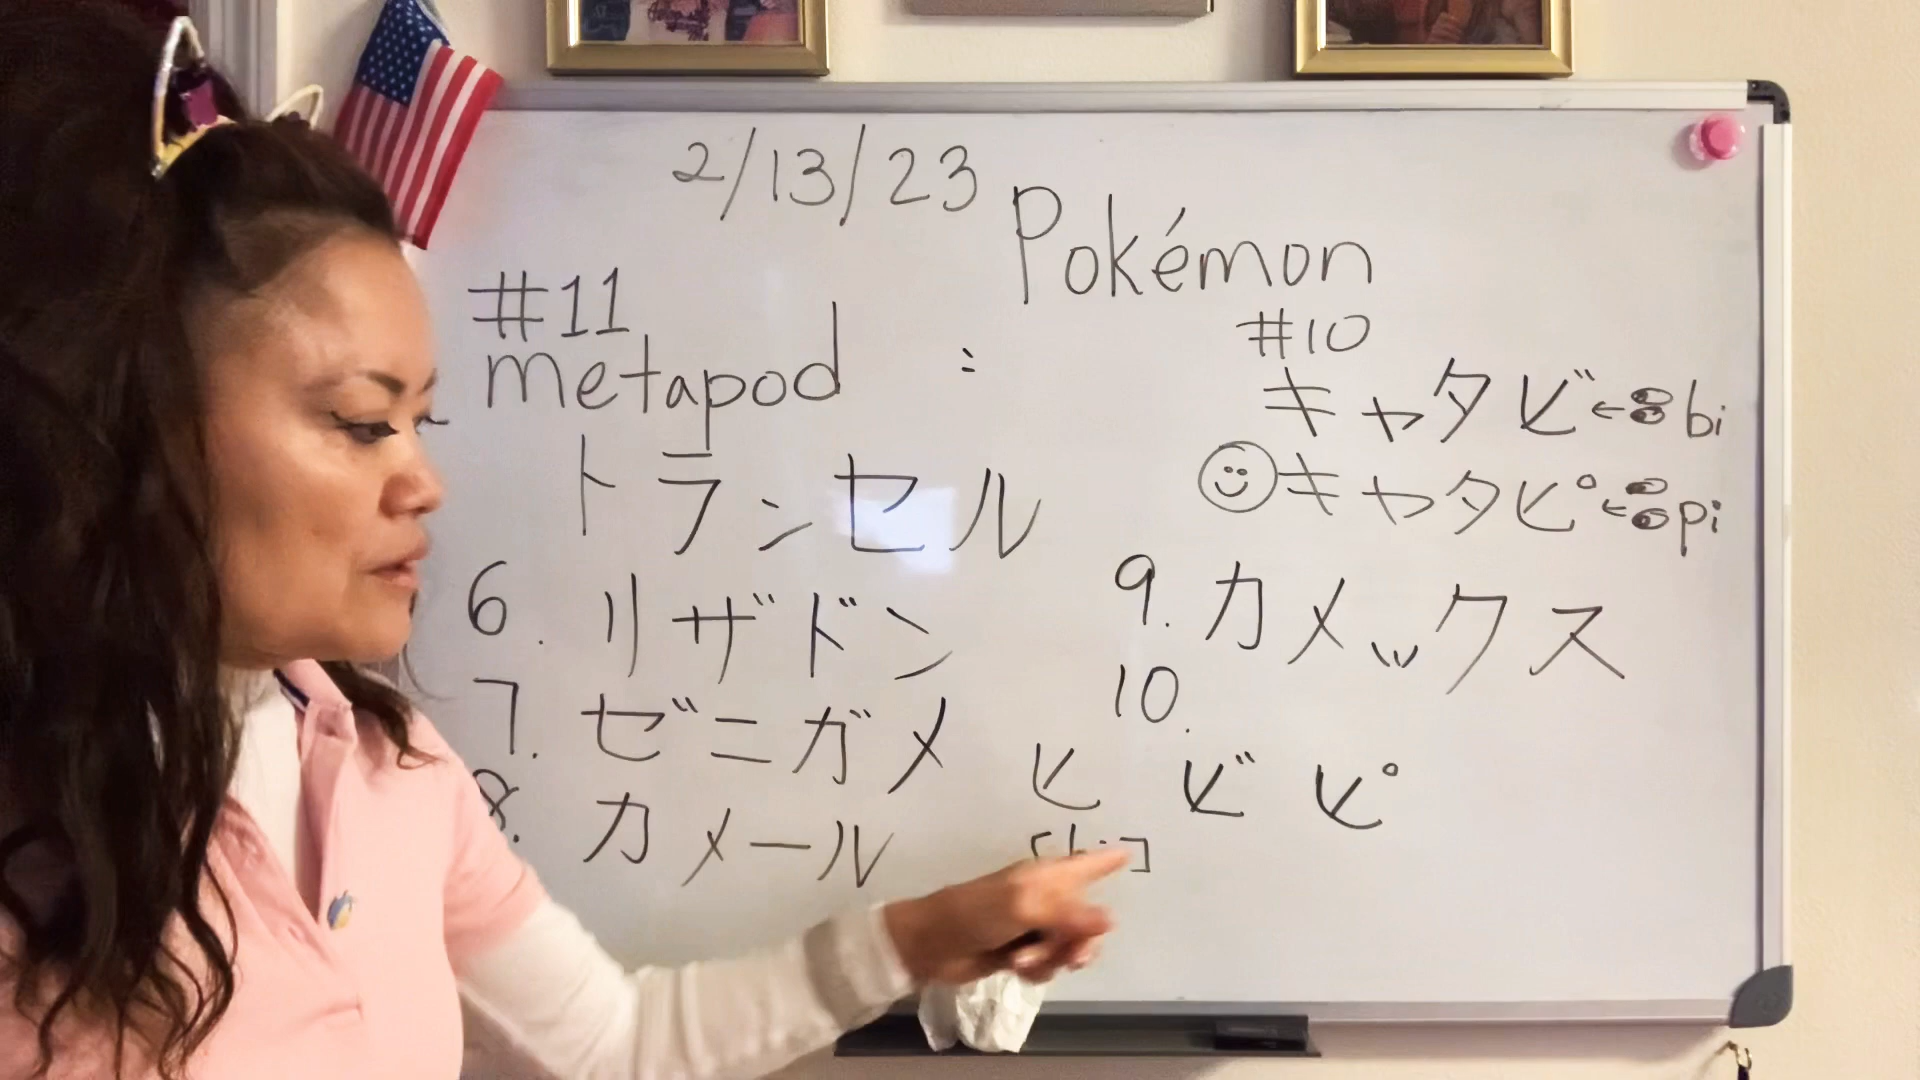 2/13/23
Pokémon
#11
metapod :
トランセル
6. リザドン
7. ゼニガメ
8. カメール
#10
キャタビ ← bi
キャタピ ← pi
9. カメックス
10.
ヒ ビ ピ